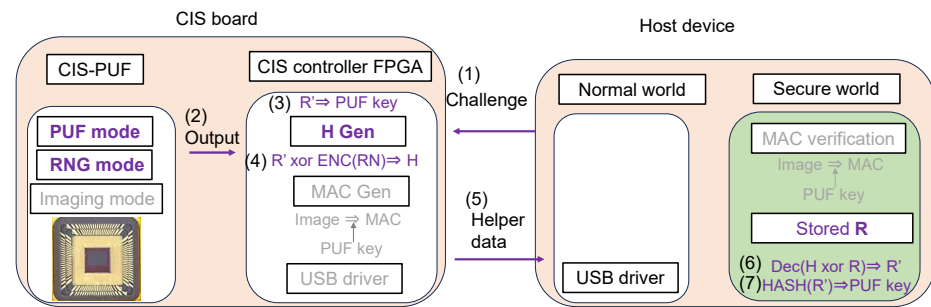 CIS board
Host device
CIS-PUF
CIS controller FPGA
(1)
Challenge
Normal world
Secure world
(2)
Output
(3) R'⇒ PUF key
PUF mode
H Gen
RNG mode
(4) R' xor ENC(RN)⇒ H
Imaging mode
MAC Gen
Image ⇒ MAC
PUF key
USB driver
(5)
Helper
data
USB driver
MAC verification
Image ⇒ MAC
PUF key
Stored R
(6) Dec(H xor R)⇒ R'
(7) HASH(R')⇒PUF key